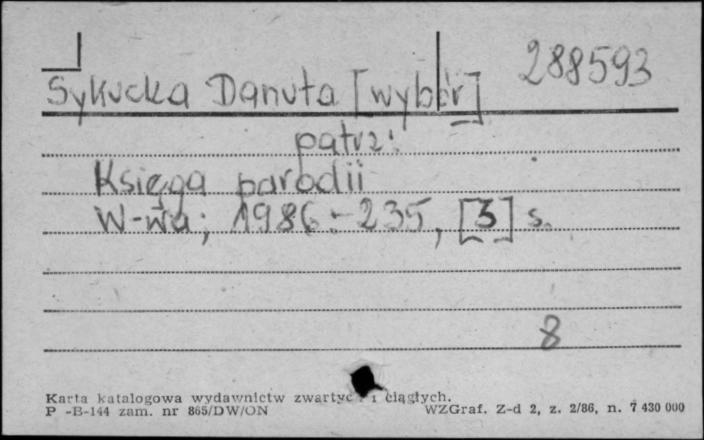 288593
Sykucka Danuta [wybór]
patrz:
Księga parodii
W-wa; 1986.-235, [3] s.
8
Karta katalogowa wydawnictw zwartych i ciągłych.
P -B-144 zam. nr 865/DW/ON WZGraf. Z-d 2, z. 2/86, n. 7 430 000